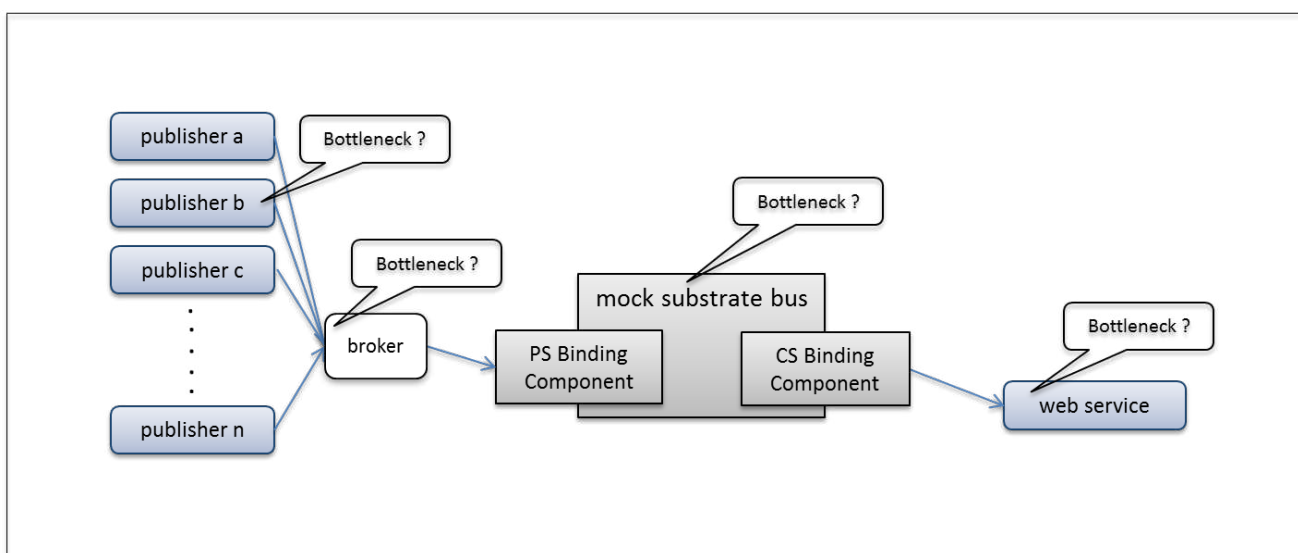 publisher a
Bottleneck ?
publisher b
Bottleneck ?
publisher c
Bottleneck ?
mock substrate bus
Bottleneck ?
broker
PS Binding
Component
CS Binding
Component
web service
publisher n